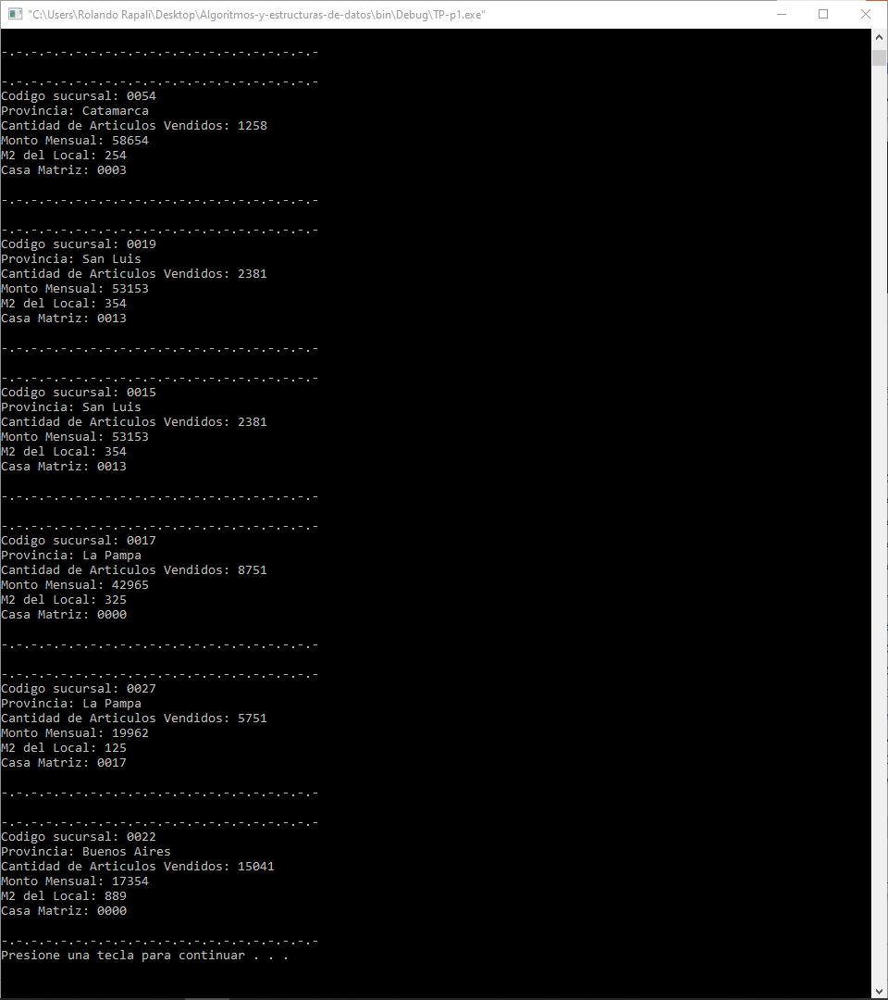 "C:\Users\Rolando Rapali\Desktop\Algoritmos-y-estructuras-de-datos\bin\Debug\TP-p1.exe"
-.-.-.-.-.-.-.-.-.-.-.-.-.-.-.-.-.-.-.-.-.-
-.-.-.-.-.-.-.-.-.-.-.-.-.-.-.-.-.-.-.-.-.-
Codigo sucursal: 0054
Provincia: Catamarca
Cantidad de Articulos Vendidos: 1258
Monto Mensual: 58654
M2 del Local: 254
Casa Matriz: 0003
-.-.-.-.-.-.-.-.-.-.-.-.-.-.-.-.-.-.-.-.-.-
-.-.-.-.-.-.-.-.-.-.-.-.-.-.-.-.-.-.-.-.-.-
Codigo sucursal: 0019
Provincia: San Luis
Cantidad de Articulos Vendidos: 2381
Monto Mensual: 53153
M2 del Local: 354
Casa Matriz: 0013
-.-.-.-.-.-.-.-.-.-.-.-.-.-.-.-.-.-.-.-.-.-
-.-.-.-.-.-.-.-.-.-.-.-.-.-.-.-.-.-.-.-.-.-
Codigo sucursal: 0015
Provincia: San Luis
Cantidad de Articulos Vendidos: 2381
Monto Mensual: 53153
M2 del Local: 354
Casa Matriz: 0013
-.-.-.-.-.-.-.-.-.-.-.-.-.-.-.-.-.-.-.-.-.-
-.-.-.-.-.-.-.-.-.-.-.-.-.-.-.-.-.-.-.-.-.-
Codigo sucursal: 0017
Provincia: La Pampa
Cantidad de Articulos Vendidos: 8751
Monto Mensual: 42965
M2 del Local: 325
Casa Matriz: 0000
-.-.-.-.-.-.-.-.-.-.-.-.-.-.-.-.-.-.-.-.-.-
-.-.-.-.-.-.-.-.-.-.-.-.-.-.-.-.-.-.-.-.-.-
Codigo sucursal: 0027
Provincia: La Pampa
Cantidad de Articulos Vendidos: 5751
Monto Mensual: 19962
M2 del Local: 125
Casa Matriz: 0017
-.-.-.-.-.-.-.-.-.-.-.-.-.-.-.-.-.-.-.-.-.-
-.-.-.-.-.-.-.-.-.-.-.-.-.-.-.-.-.-.-.-.-.-
Codigo sucursal: 0022
Provincia: Buenos Aires
Cantidad de Articulos Vendidos: 15041
Monto Mensual: 17354
M2 del Local: 889
Casa Matriz: 0000
-.-.-.-.-.-.-.-.-.-.-.-.-.-.-.-.-.-.-.-.-.-
Presione una tecla para continuar . . .